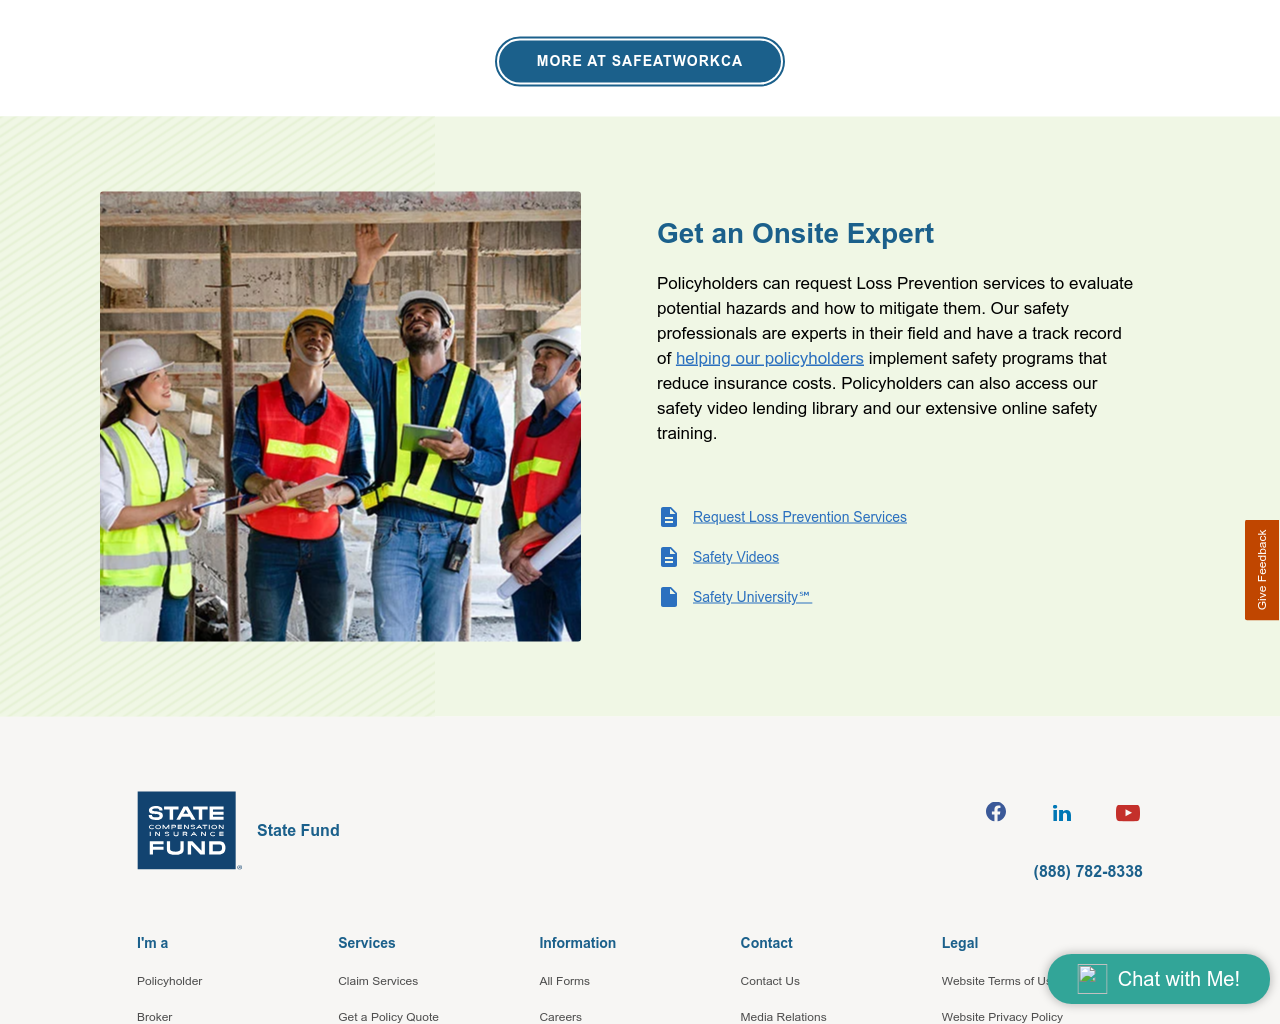 MORE AT SAFEATWORKCA
Get an Onsite Expert
Policyholders can request Loss Prevention services to evaluate
potential hazards and how to mitigate them. Our safety
professionals are experts in their field and have a track record
of helping our policyholders implement safety programs that
reduce insurance costs. Policyholders can also access our
safety video lending library and our extensive online safety
training.
Request Loss Prevention Services
Safety Videos
Safety University℠
Give Feedback
STATE
COMPENSATION
INSURANCE
FUND
®
State Fund
(888) 782-8338
I'm a
Policyholder
Broker
Services
Claim Services
Get a Policy Quote
Information
All Forms
Careers
Contact
Contact Us
Media Relations
Legal
Website Terms of
Website Privacy Policy
Chat with Me!